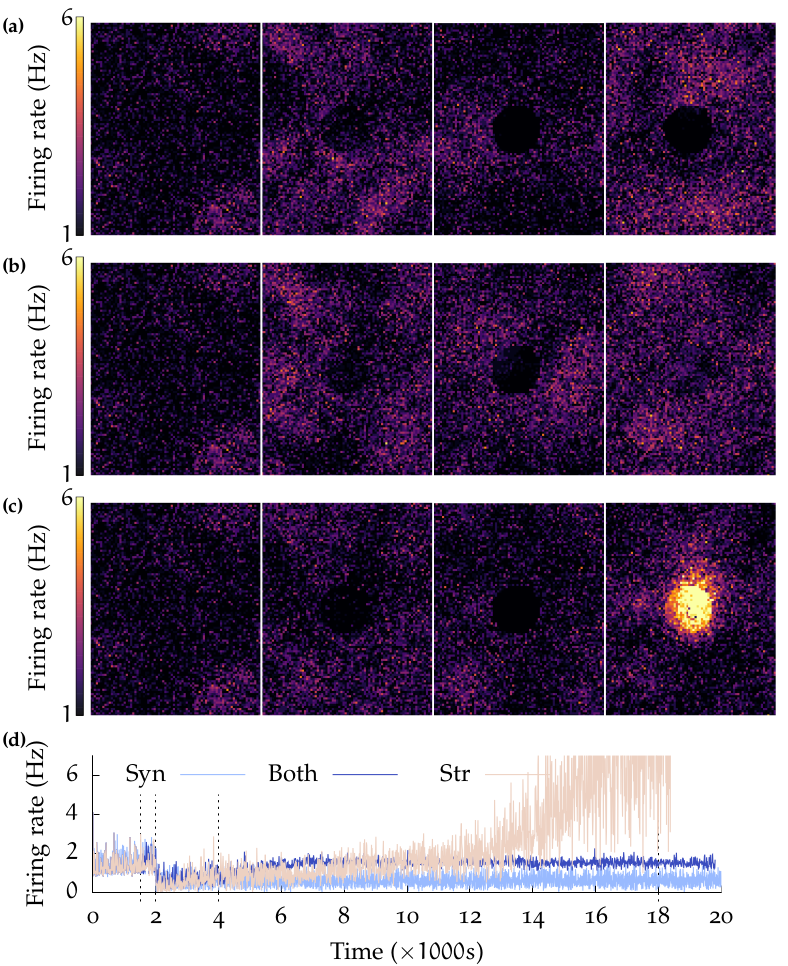 (a)
6
Firing rate (Hz)
1
(b)
6
Firing rate (Hz)
1
(c)
6
Firing rate (Hz)
1
(d)
Firing rate (Hz)
6
4
2
0
Syn Both Str
0 2 4 6 8 10 12 14 16 18 20
Time (×1000s)